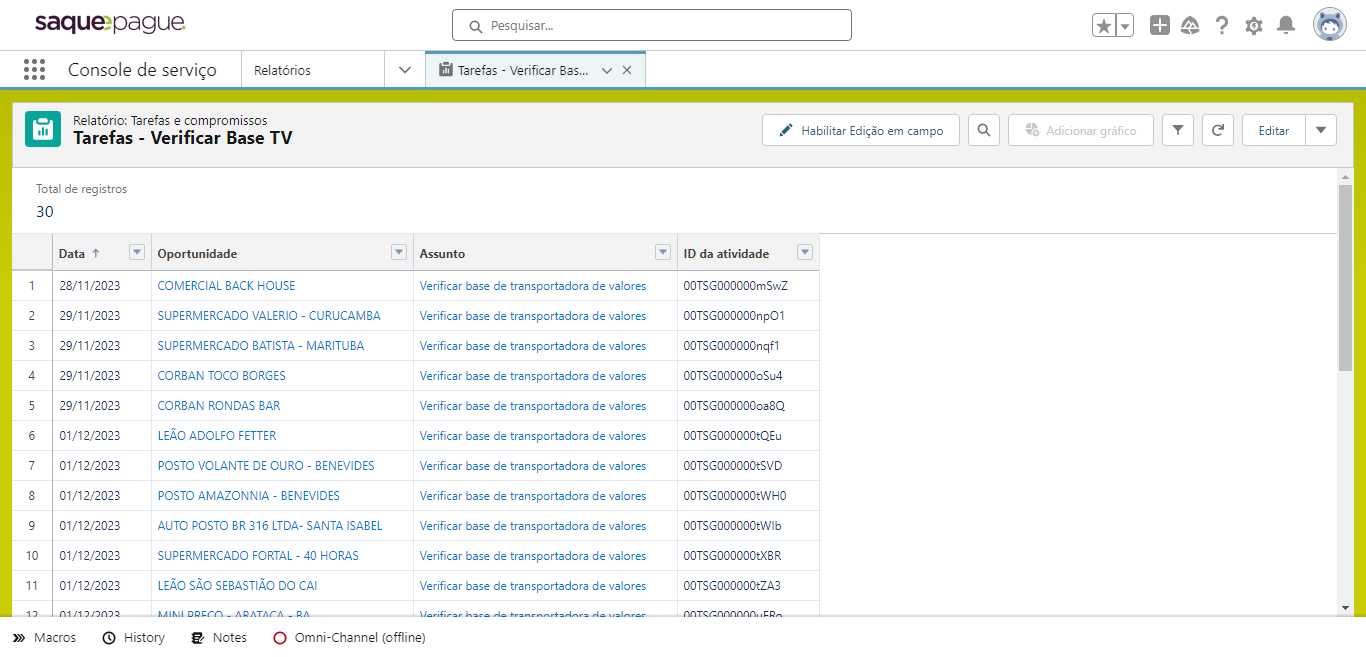 saquepague
Pesquisar...
Console de serviço
Relatórios
Tarefas - Verificar Bas...
Relatório: Tarefas e compromissos
Tarefas - Verificar Base TV
Habilitar Edição em campo
Adicionar gráfico
Editar
Total de registros
30
Data Oportunidade Assunto ID da atividade
1 28/11/2023 COMERCIAL BACK HOUSE Verificar base de transportadora de valores 00TSG000000mSwZ
2 29/11/2023 SUPERMERCADO VALERIO - CURUCAMBA Verificar base de transportadora de valores 00TSG000000npO1
3 29/11/2023 SUPERMERCADO BATISTA - MARITUBA Verificar base de transportadora de valores 00TSG000000nqf1
4 29/11/2023 CORBAN TOCO BORGES Verificar base de transportadora de valores 00TSG000000oSu4
5 29/11/2023 CORBAN RONDAS BAR Verificar base de transportadora de valores 00TSG000000oa8Q
6 01/12/2023 LEÃO ADOLFO FETTER Verificar base de transportadora de valores 00TSG000000tQEu
7 01/12/2023 POSTO VOLANTE DE OURO - BENEVIDES Verificar base de transportadora de valores 00TSG000000tSVD
8 01/12/2023 POSTO AMAZONNIA - BENEVIDES Verificar base de transportadora de valores 00TSG000000tWH0
9 01/12/2023 AUTO POSTO BR 316 LTDA- SANTA ISABEL Verificar base de transportadora de valores 00TSG000000tWIb
10 01/12/2023 SUPERMERCADO FORTAL - 40 HORAS Verificar base de transportadora de valores 00TSG000000tXBR
11 01/12/2023 LEÃO SÃO SEBASTIÃO DO CAI Verificar base de transportadora de valores 00TSG000000tZA3
12 01/12/2023 MINI PREÇO - ARATACA - BA Verificar base de transportadora de valores
Macros
History
Notes
Omni-Channel (offline)